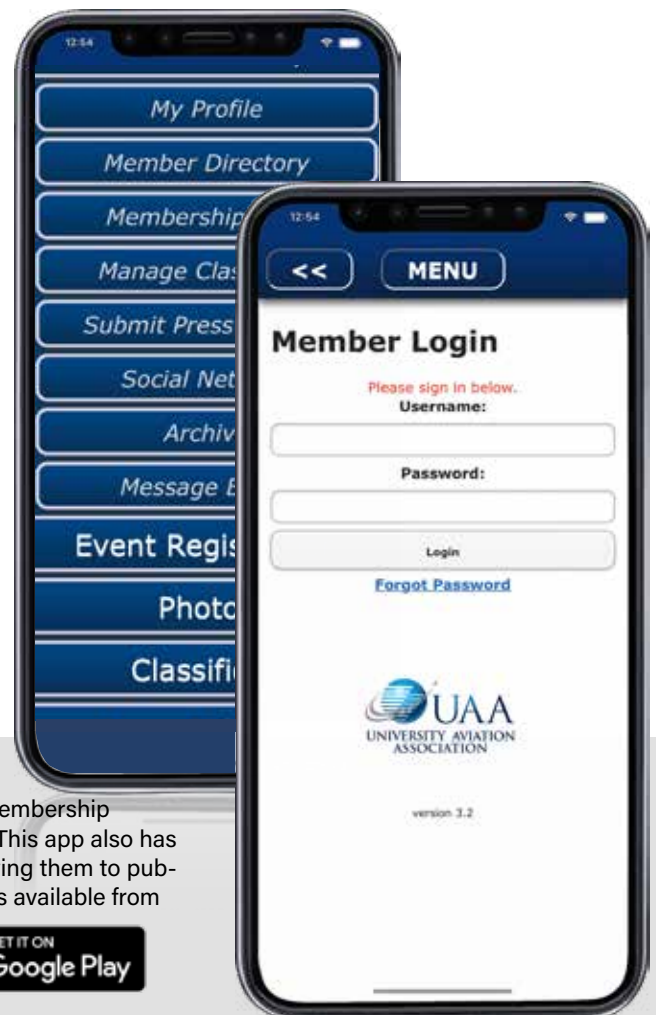 12:54
My Profile
Member Directory
Membership
Manage Clas
Submit Press
Social Net
Archiv
Message
Event Regis
Photo
Classifi
12:54
<< MENU
Member Login
Please sign in below.
Username:
Password:
Login
Forgot Password
UAA
UNIVERSITY AVIATION
ASSOCIATION
version 3.2
embership
This app also has
ing them to pub-
s available from
ET IT ON
Google Play